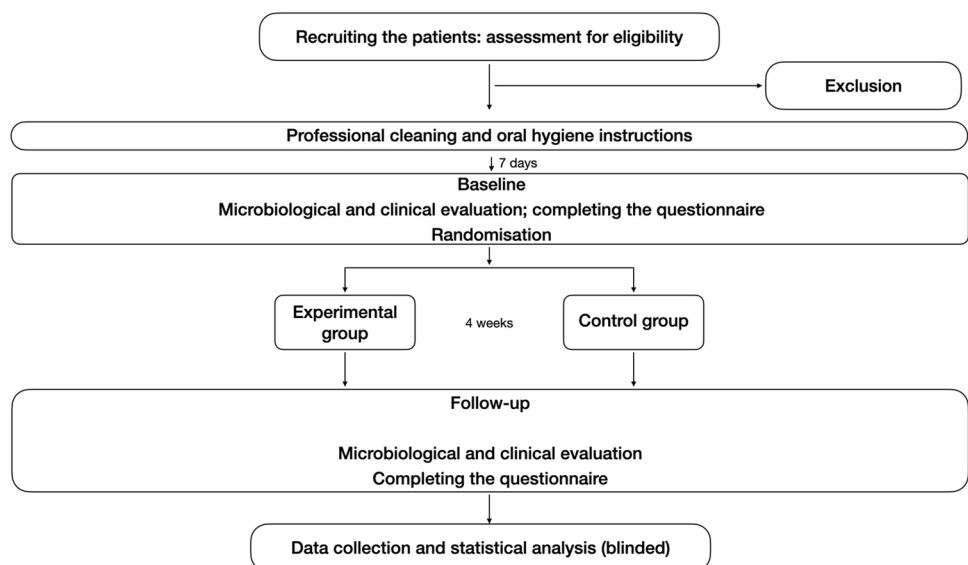 Recruiting the patients: assessment for eligibility
Exclusion
Professional cleaning and oral hygiene instructions
7 days
Baseline
Microbiological and clinical evaluation; completing the questionnaire
Randomisation
Experimental
group
4 weeks
Control group
Follow-up
Microbiological and clinical evaluation
Completing the questionnaire
Data collection and statistical analysis (blinded)